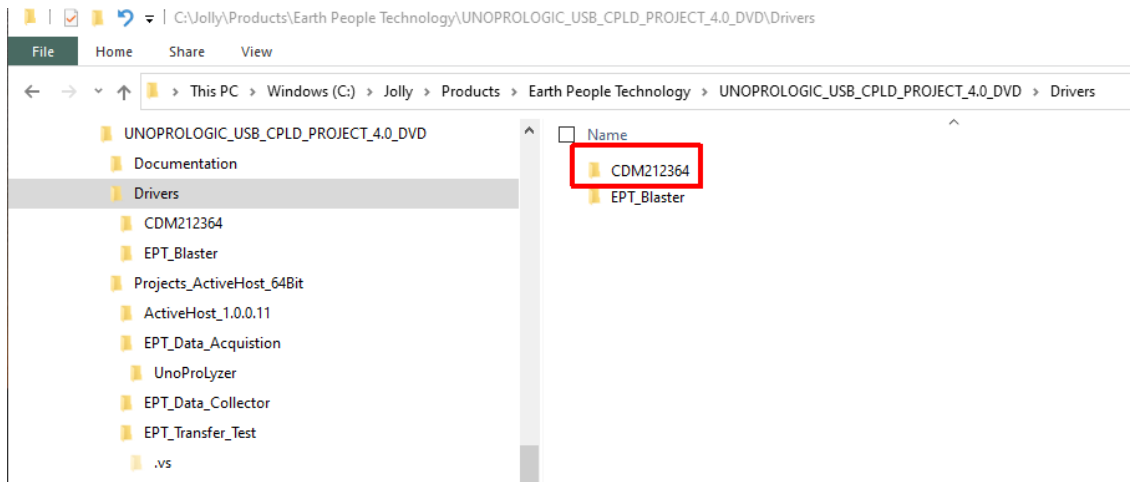 C:\Jolly\Products\Earth People Technology\UNOPROLOGIC_USB_CPLD_PROJECT_4.0_DVD\Drivers
File Home Share View
This PC > Windows (C:) > Jolly > Products > Earth People Technology > UNOPROLOGIC_USB_CPLD_PROJECT_4.0_DVD > Drivers
UNOPROLOGIC_USB_CPLD_PROJECT_4.0_DVD
Documentation
Drivers
CDM212364
EPT_Blaster
Projects_ActiveHost_64Bit
ActiveHost_1.0.0.11
EPT_Data_Acquistion
UnoProLyzer
EPT_Data_Collector
EPT_Transfer_Test
.vs
Name
CDM212364
EPT_Blaster